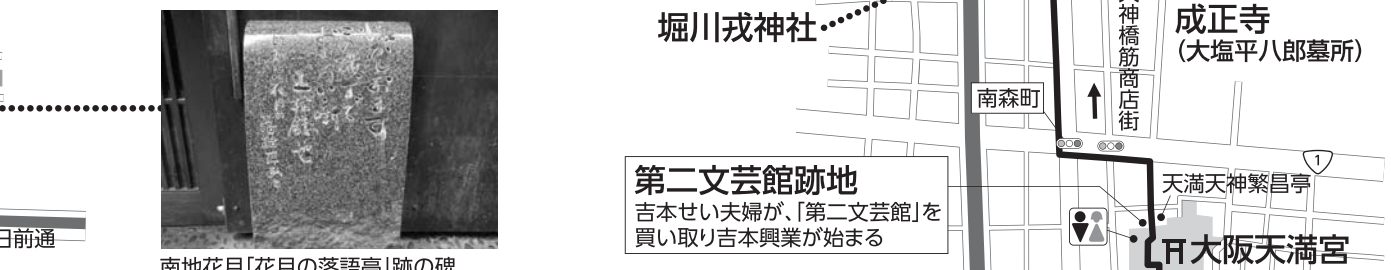 堀川戎神社
神橋筋商店街
成正寺
(大塩平八郎墓所)
南森町
1
第二文芸館跡地
吉本せい夫婦が、「第二文芸館」を
買い取り吉本興業が始まる
天満天神繁昌亭
大阪天満宮
日前通
南地花月「花月の落語亭」跡の碑